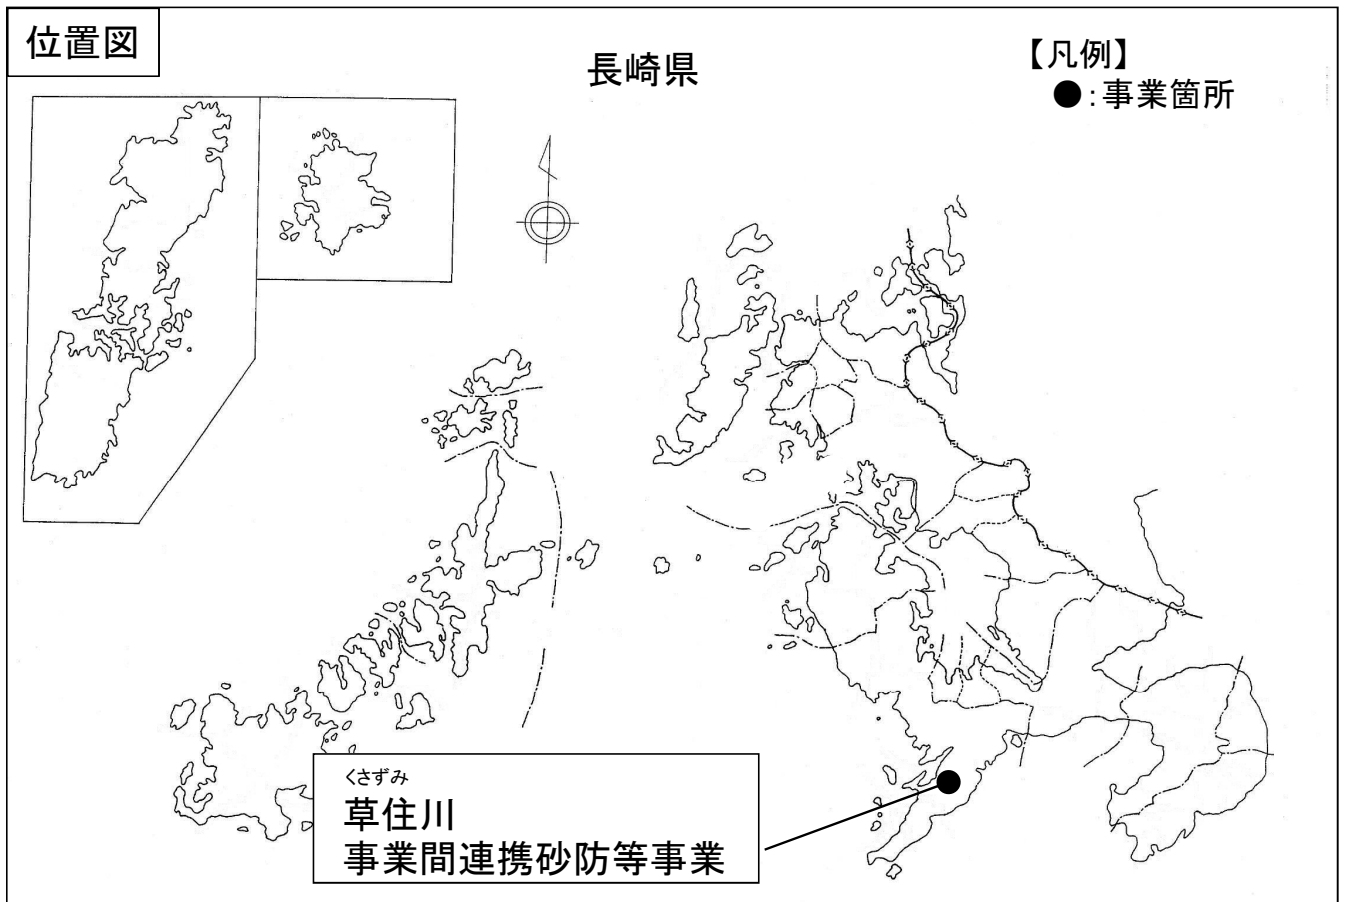 位置図
長崎県
【凡例】
●:事業箇所
くさずみ
草住川
事業間連携砂防等事業